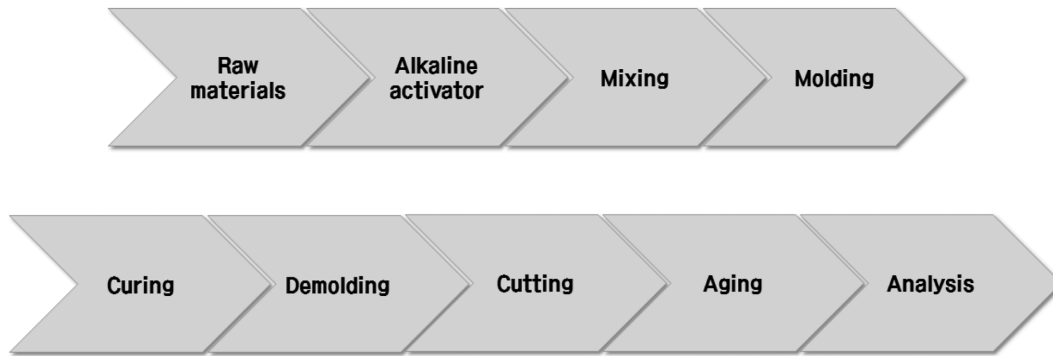 Raw
materials
Alkaline
activator
Mixing
Molding
Curing
Demolding
Cutting
Aging
Analysis